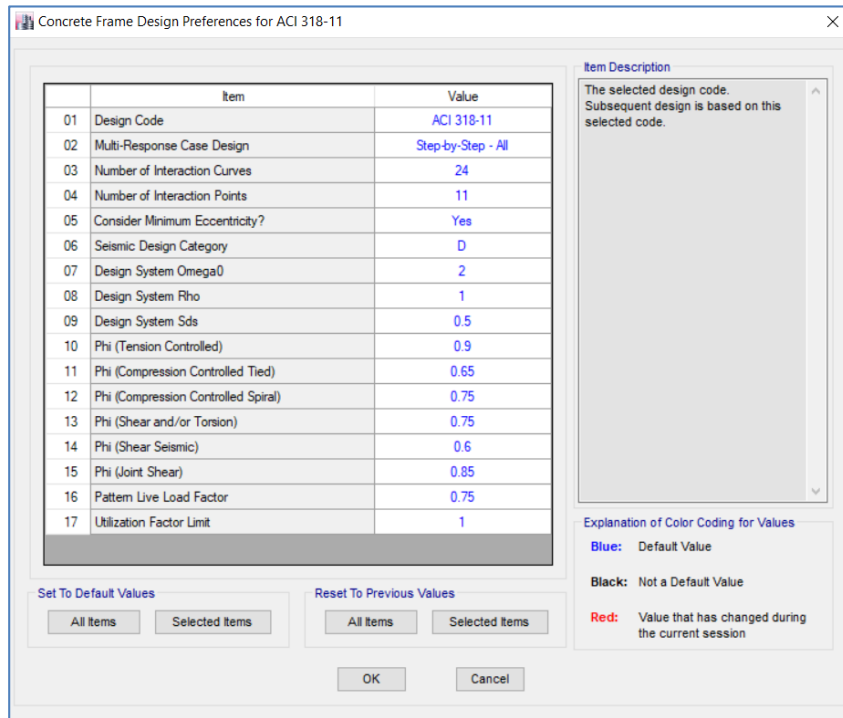 Concrete Frame Design Preferences for ACI 318-11
Item Value
01 Design Code ACI 318-11
02 Multi-Response Case Design Step-by-Step - All
03 Number of Interaction Curves 24
04 Number of Interaction Points 11
05 Consider Minimum Eccentricity? Yes
06 Seismic Design Category D
07 Design System Omega0 2
08 Design System Rho 1
09 Design System Sds 0.5
10 Phi (Tension Controlled) 0.9
11 Phi (Compression Controlled Tied) 0.65
12 Phi (Compression Controlled Spiral) 0.75
13 Phi (Shear and/or Torsion) 0.75
14 Phi (Shear Seismic) 0.6
15 Phi (Joint Shear) 0.85
16 Pattern Live Load Factor 0.75
17 Utilization Factor Limit 1
Set To Default Values
All Items Selected Items
Reset To Previous Values
All Items Selected Items
Item Description
The selected design code.
Subsequent design is based on this
selected code.
Explanation of Color Coding for Values
Blue: Default Value
Black: Not a Default Value
Red: Value that has changed during
the current session
OK Cancel